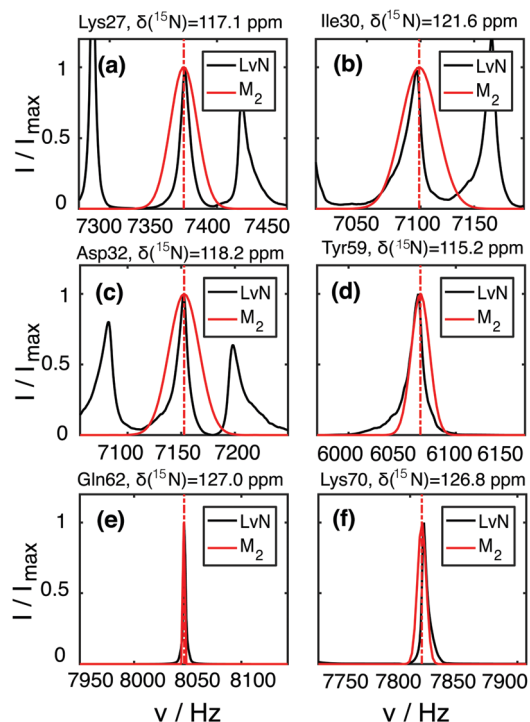 Lys27, δ(¹⁵N)=117.1 ppm
Ile30, δ(¹⁵N)=121.6 ppm
(a)
LvN
M₂
(b)
LvN
M₂
I / Imax
1
0.5
0
7300 7350 7400 7450
7050 7100 7150
Asp32, δ(¹⁵N)=118.2 ppm
Tyr59, δ(¹⁵N)=115.2 ppm
(c)
LvN
M₂
(d)
LvN
M₂
I / Imax
1
0.5
0
7100 7150 7200
6000 6050 6100 6150
Gln62, δ(¹⁵N)=127.0 ppm
Lys70, δ(¹⁵N)=126.8 ppm
(e)
LvN
M₂
(f)
LvN
M₂
I / Imax
1
0.5
0
7950 8000 8050 8100
7750 7800 7850 7900
ν / Hz
ν / Hz